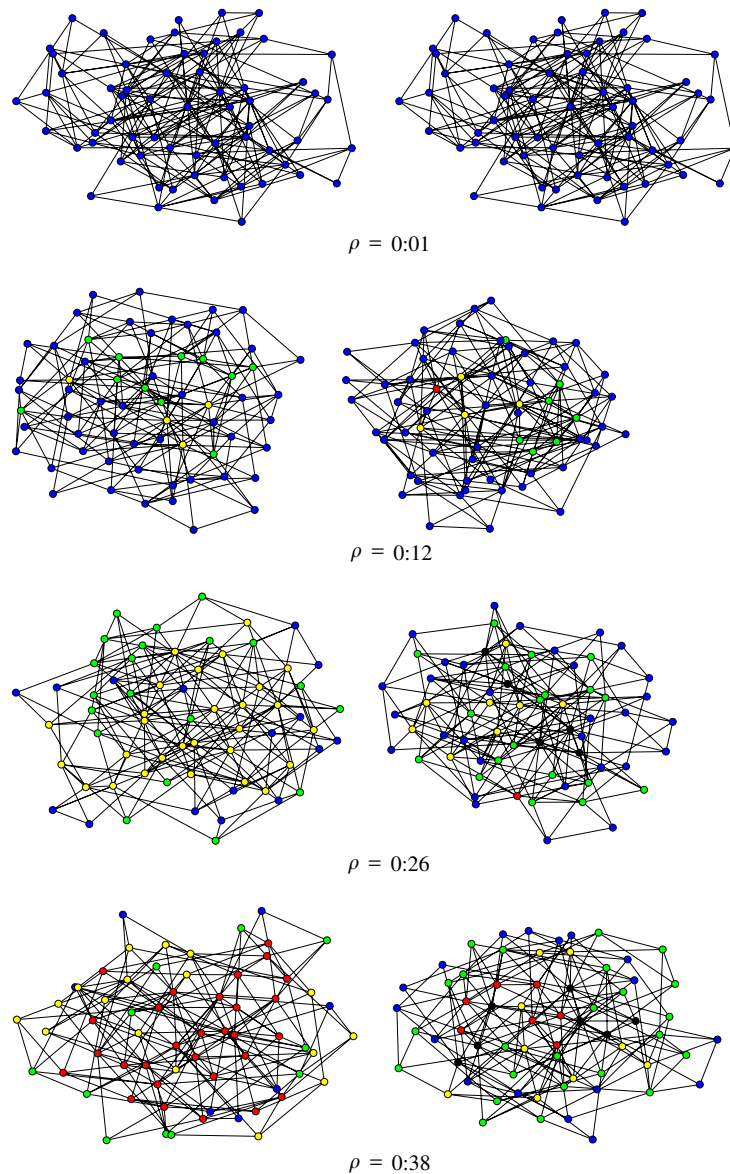 ρ = 0:01
ρ = 0:12
ρ = 0:26
ρ = 0:38